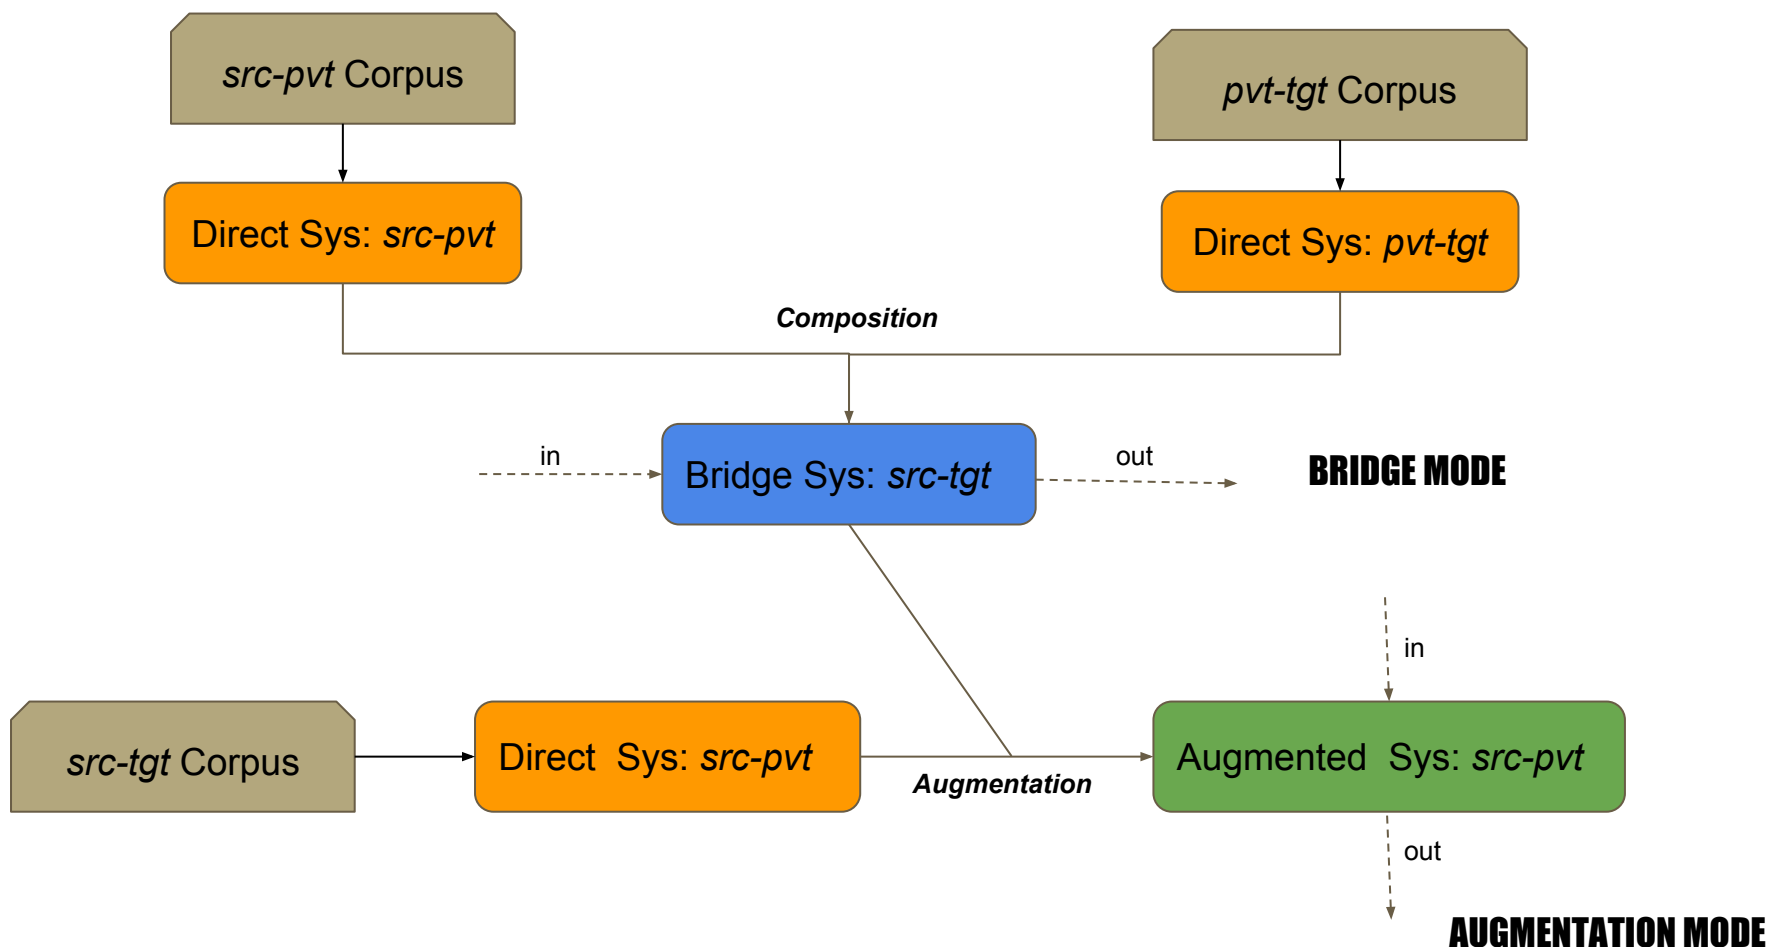 src-pvt Corpus
pvt-tgt Corpus
Direct Sys: src-pvt
Direct Sys: pvt-tgt
Composition
in
Bridge Sys: src-tgt
out
BRIDGE MODE
in
src-tgt Corpus
Direct Sys: src-pvt
Augmentation
Augmented Sys: src-pvt
out
AUGMENTATION MODE